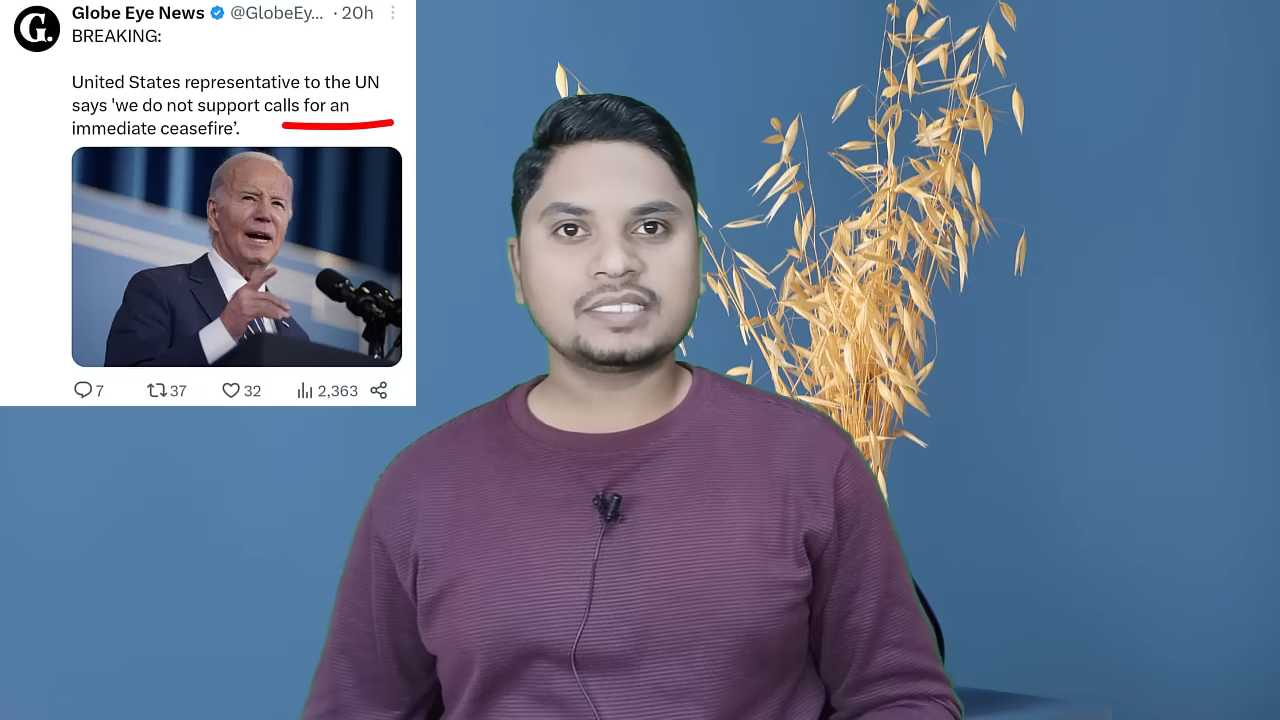 G.
Globe Eye News @GlobeEy... · 20h
BREAKING:
United States representative to the UN
says 'we do not support calls for an
immediate ceasefire’.
7 37 32 2,363